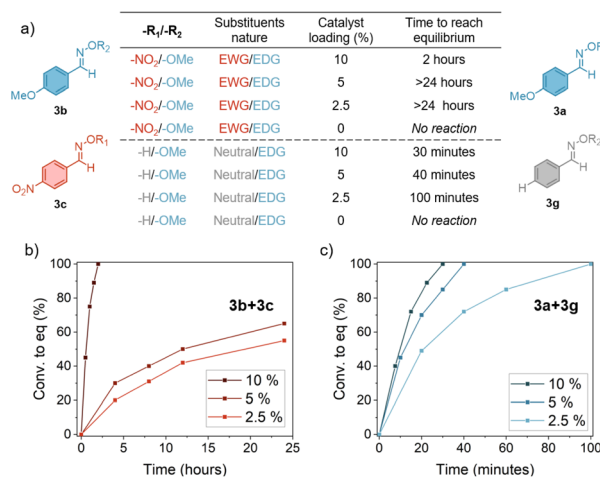 a)
-R₁/-R₂ Substituents nature Catalyst loading (%) Time to reach equilibrium
-NO₂/-OMe EWG/EDG 10 2 hours
-NO₂/-OMe EWG/EDG 5 >24 hours
-NO₂/-OMe EWG/EDG 2.5 >24 hours
-NO₂/-OMe EWG/EDG 0 No reaction
-H/-OMe Neutral/EDG 10 30 minutes
-H/-OMe Neutral/EDG 5 40 minutes
-H/-OMe Neutral/EDG 2.5 100 minutes
-H/-OMe Neutral/EDG 0 No reaction
N OR₂
H
MeO
3b
N OR₁
H
O₂N
3c
N
H
MeO
3a
N
H
H
3g
b)
3b+3c
Conv. to eq (%)
100
80
60
40
20
0
0 5 10 15 20 25
Time (hours)
10 %
5 %
2.5 %
c)
3a+3g
Conv. to eq (%)
100
80
60
40
20
0
0 20 40 60 80 100
Time (minutes)
10 %
5 %
2.5 %